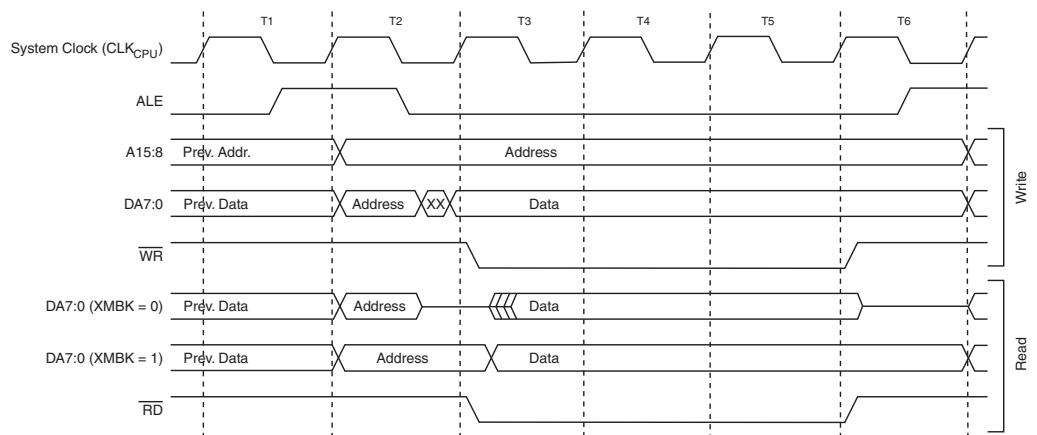 T1 T2 T3 T4 T5 T6
System Clock (CLKCPU)
ALE
A15:8 Prev. Addr. Address
DA7:0 Prev. Data Address XX Data
WR
Write
DA7:0 (XMBK = 0) Prev. Data Address Data
DA7:0 (XMBK = 1) Prev. Data Address Data
RD
Read